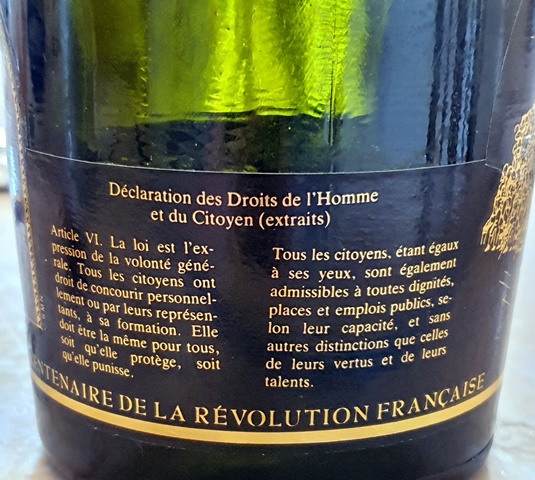 Déclaration des Droits de l'Homme
et du Citoyen (extraits)
Article VI. La loi est l'ex-
pression de la volonté géné-
rale. Tous les citoyens ont
droit de concourir personnel-
lement ou par leurs représen-
tants, à sa formation. Elle
doit être la même pour tous,
soit qu'elle protège, soit
qu'elle punisse.
Tous les citoyens, étant égaux
à ses yeux, sont également
admissibles à toutes dignités,
places et emplois publics, se-
lon leur capacité, et sans
autres distinctions que celles
de leurs vertus et de leurs
talents.
ENTENAIRE DE LA RÉVOLUTION FRANÇAISE